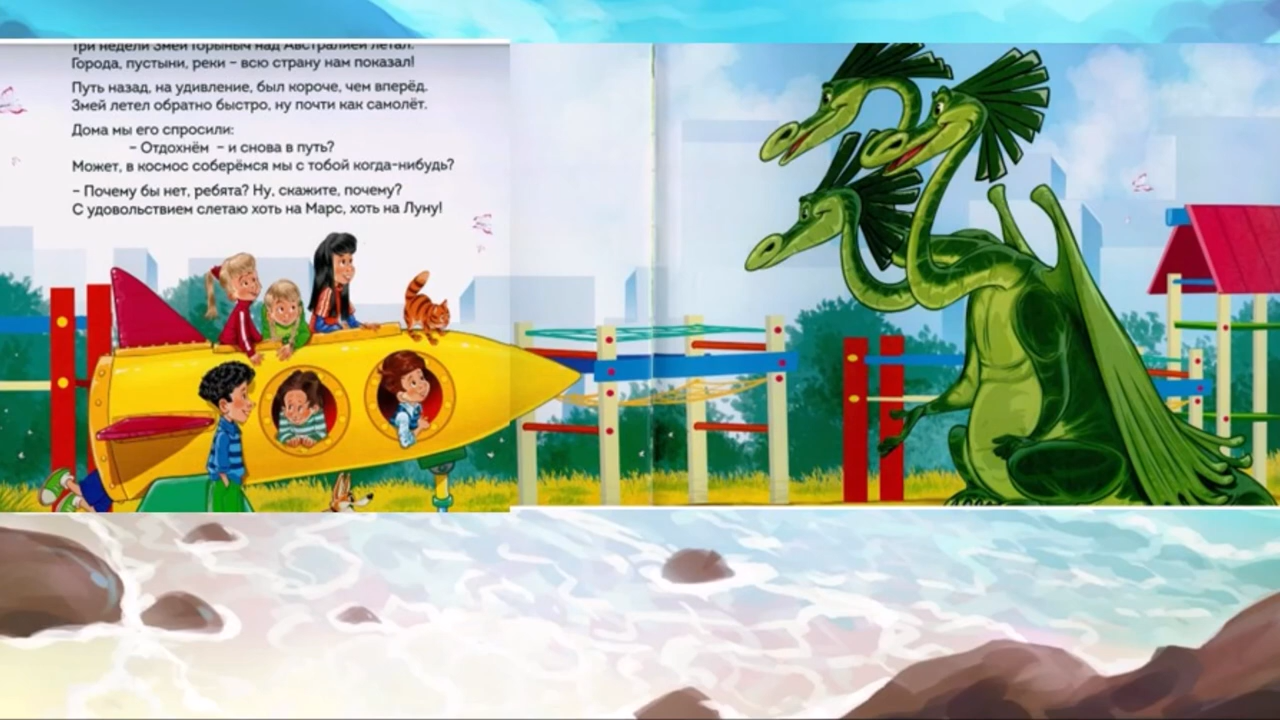 Три недели Змей Горыныч над Австралией летал.
Города, пустыни, реки – всю страну нам показал!
Путь назад, на удивление, был короче, чем вперёд.
Змей летел обратно быстро, ну почти как самолёт.
Дома мы его спросили:
– Отдохнём – и снова в путь?
Может, в космос соберёмся мы с тобой когда-нибудь?
– Почему бы нет, ребята? Ну, скажите, почему?
С удовольствием слетаю хоть на Марс, хоть на Луну!